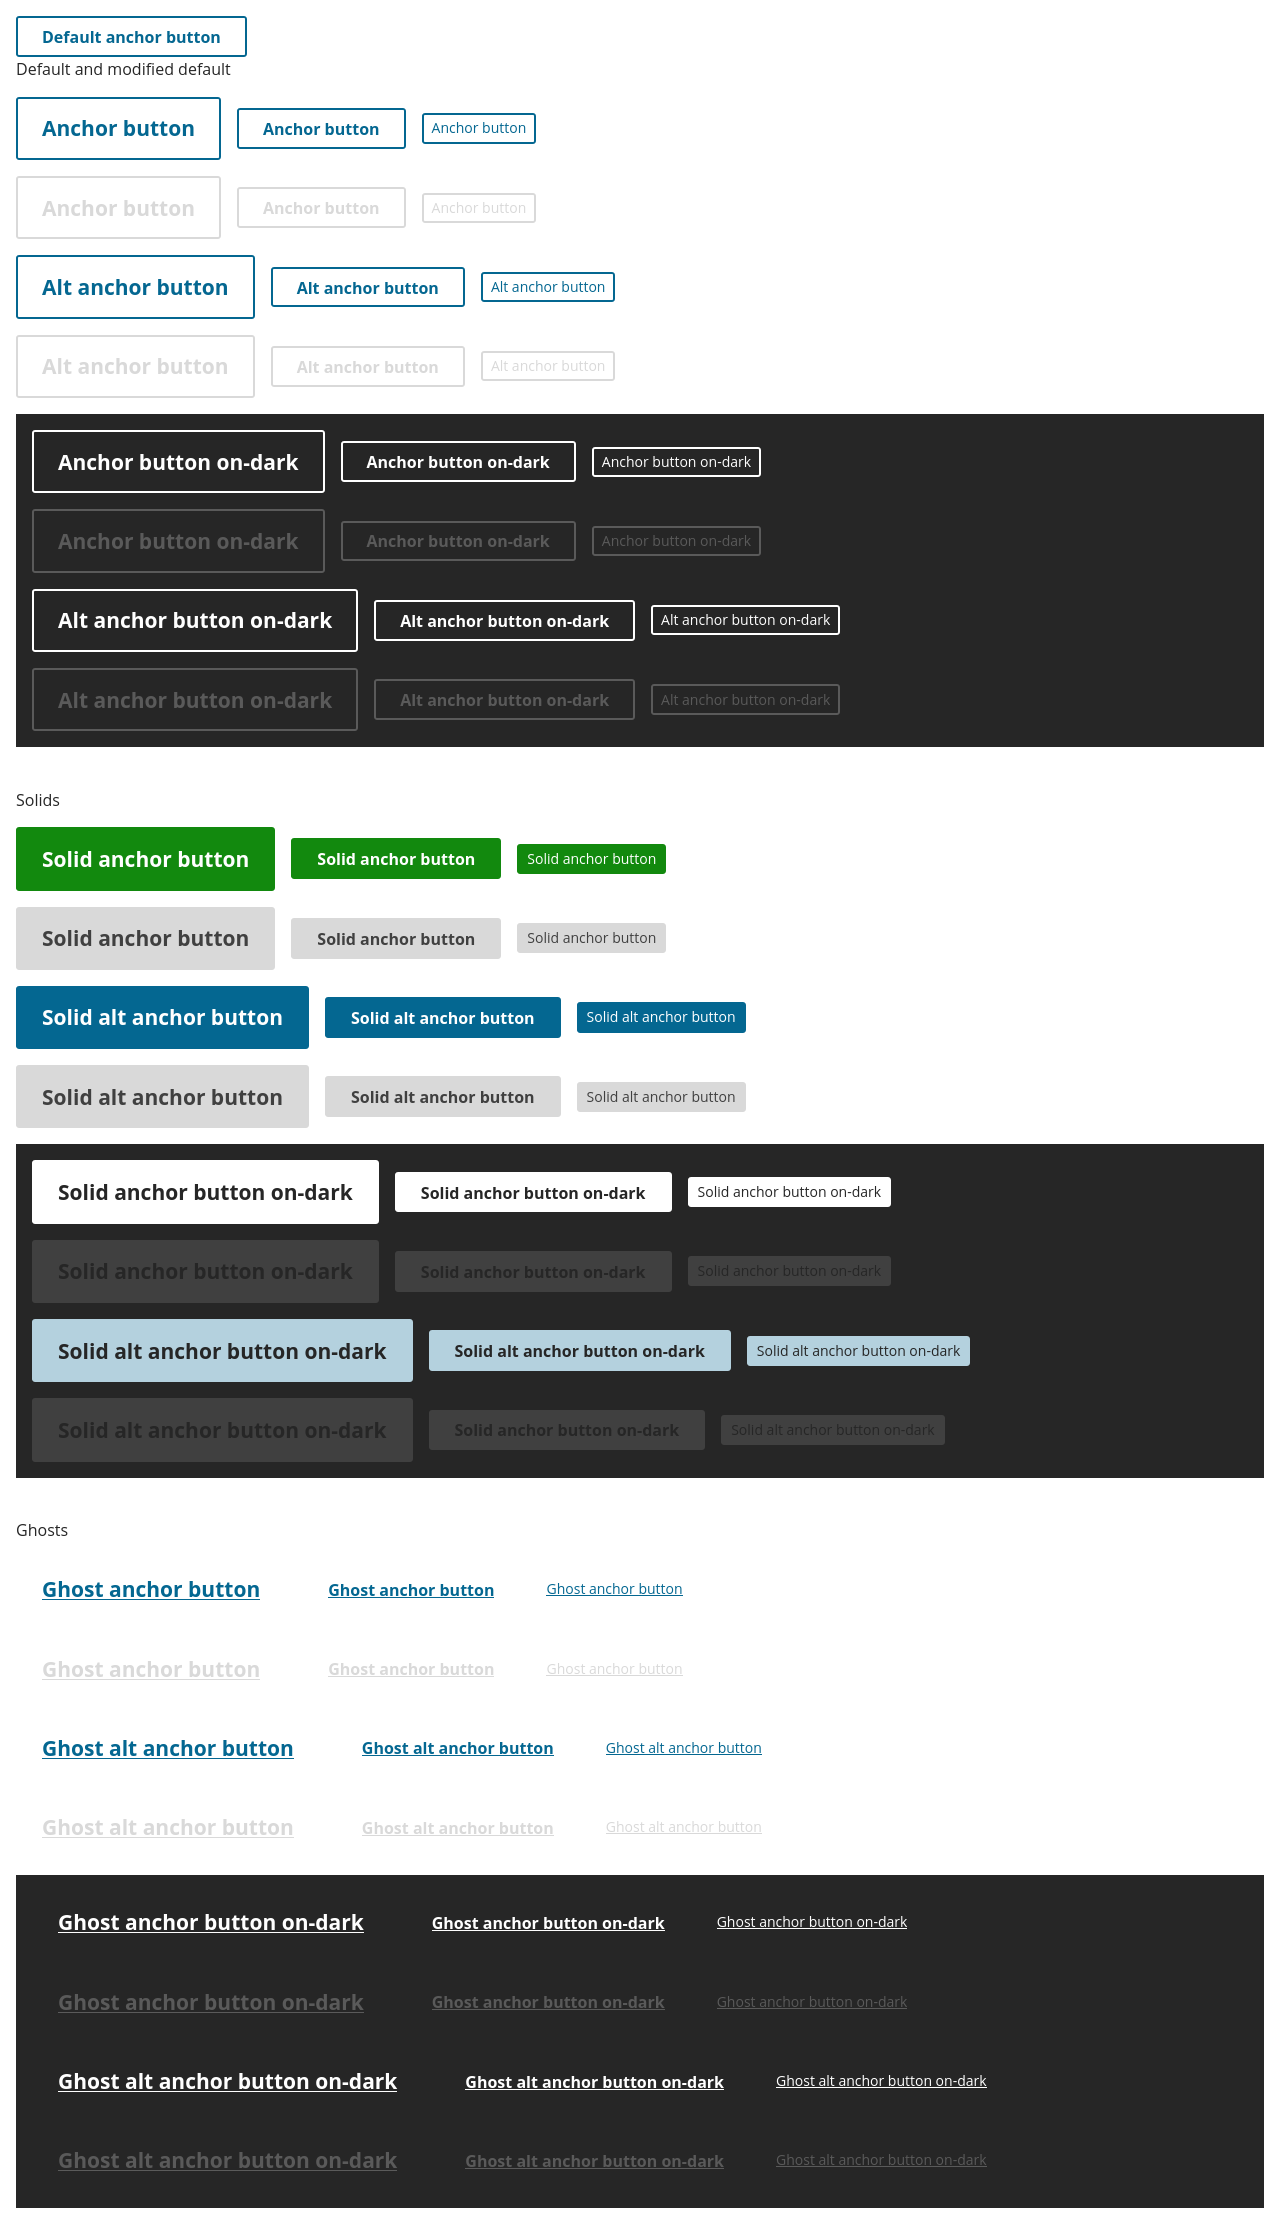 Default anchor button
Default and modified default
Anchor button Anchor button Anchor button
Anchor button Anchor button Anchor button
Alt anchor button Alt anchor button Alt anchor button
Alt anchor button Alt anchor button Alt anchor button
Anchor button on-dark Anchor button on-dark Anchor button on-dark
Anchor button on-dark Anchor button on-dark Anchor button on-dark
Alt anchor button on-dark Alt anchor button on-dark Alt anchor button on-dark
Alt anchor button on-dark Alt anchor button on-dark Alt anchor button on-dark
Solids
Solid anchor button Solid anchor button Solid anchor button
Solid anchor button Solid anchor button Solid anchor button
Solid alt anchor button Solid alt anchor button Solid alt anchor button
Solid alt anchor button Solid alt anchor button Solid alt anchor button
Solid anchor button on-dark Solid anchor button on-dark Solid anchor button on-dark
Solid anchor button on-dark Solid anchor button on-dark Solid anchor button on-dark
Solid alt anchor button on-dark Solid alt anchor button on-dark Solid alt anchor button on-dark
Solid alt anchor button on-dark Solid anchor button on-dark Solid alt anchor button on-dark
Ghosts
Ghost anchor button Ghost anchor button Ghost anchor button
Ghost anchor button Ghost anchor button Ghost anchor button
Ghost alt anchor button Ghost alt anchor button Ghost alt anchor button
Ghost alt anchor button Ghost alt anchor button Ghost alt anchor button
Ghost anchor button on-dark Ghost anchor button on-dark Ghost anchor button on-dark
Ghost anchor button on-dark Ghost anchor button on-dark Ghost anchor button on-dark
Ghost alt anchor button on-dark Ghost alt anchor button on-dark Ghost alt anchor button on-dark
Ghost alt anchor button on-dark Ghost alt anchor button on-dark Ghost alt anchor button on-dark